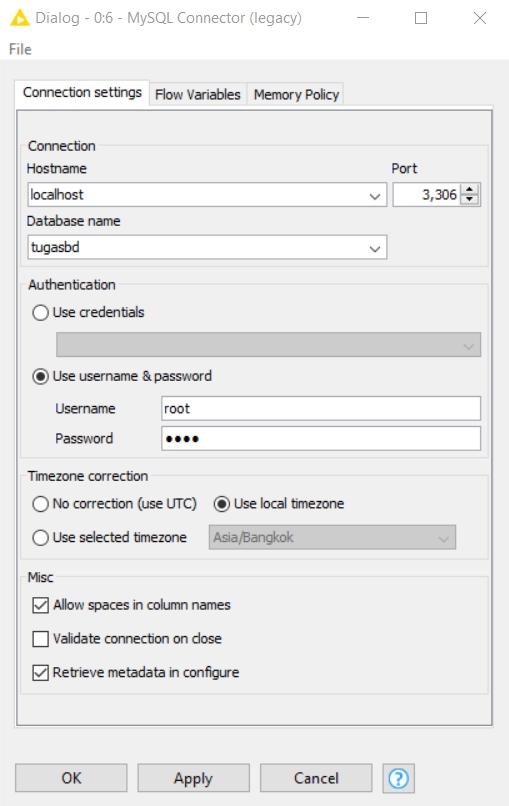 Dialog - 0:6 - MySQL Connector (legacy)
File
Connection settings Flow Variables Memory Policy
Connection
Hostname Port
localhost 3,306
Database name
tugasbd
Authentication
Use credentials
Use username & password
Username root
Password ••••
Timezone correction
No correction (use UTC) Use local timezone
Use selected timezone Asia/Bangkok
Misc
Allow spaces in column names
Validate connection on close
Retrieve metadata in configure
OK Apply Cancel ?